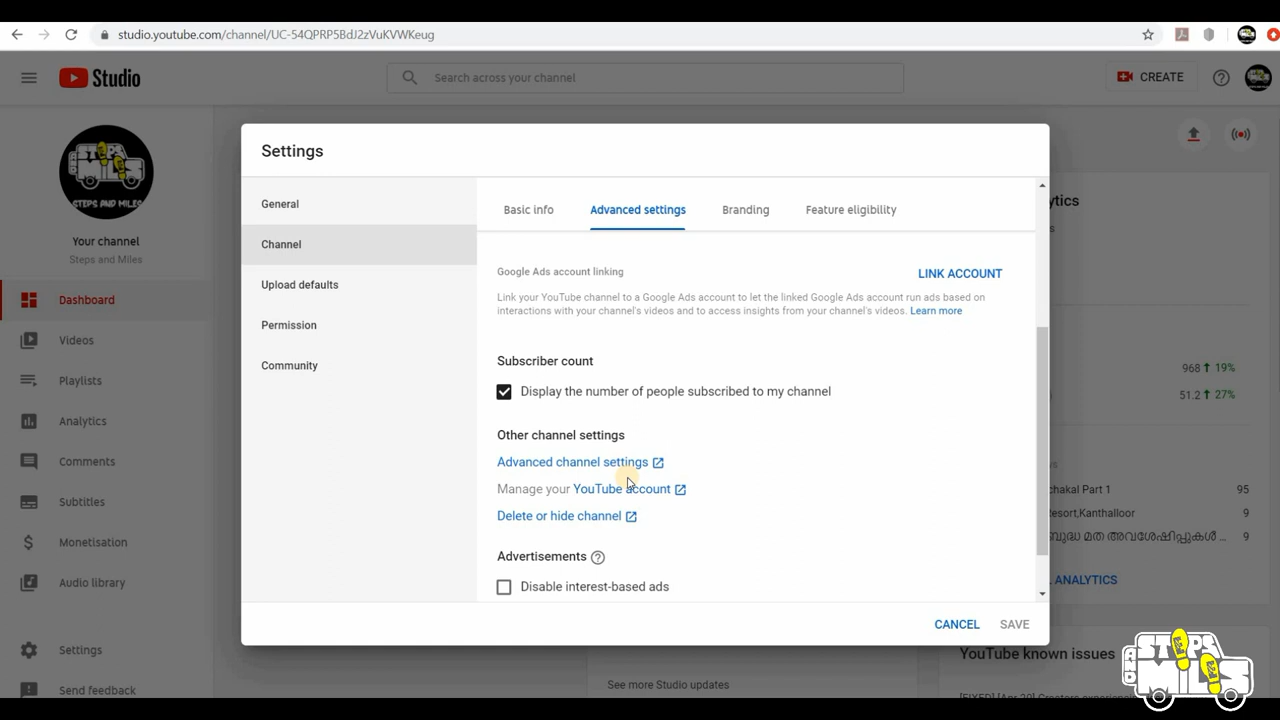 studio.youtube.com/channel/UC-54QPRP5BdJ2zVuKVWKeug
Studio
Search across your channel
CREATE
STEPS AND MILES
Your channel
Steps and Miles
Dashboard
Videos
Playlists
Analytics
Comments
Subtitles
Monetisation
Audio library
Settings
Send feedback
Settings
General
Channel
Upload defaults
Permission
Community
Basic info
Advanced settings
Branding
Feature eligibility
Google Ads account linking
LINK ACCOUNT
Link your YouTube channel to a Google Ads account to let the linked Google Ads account run ads based on
interactions with your channel's videos and to access insights from your channel's videos. Learn more
Subscriber count
Display the number of people subscribed to my channel
Other channel settings
Advanced channel settings
Manage your YouTube account
Delete or hide channel
Advertisements
Disable interest-based ads
CANCEL
SAVE
968 19%
51.2 27%
chakal Part 1 95
Resort,Kanthalloor 9
ബുദ്ധ മത അവശേഷിപ്പുകൾ ... 9
ANALYTICS
See more Studio updates
YouTube known issues
STEPS
AND
MILS